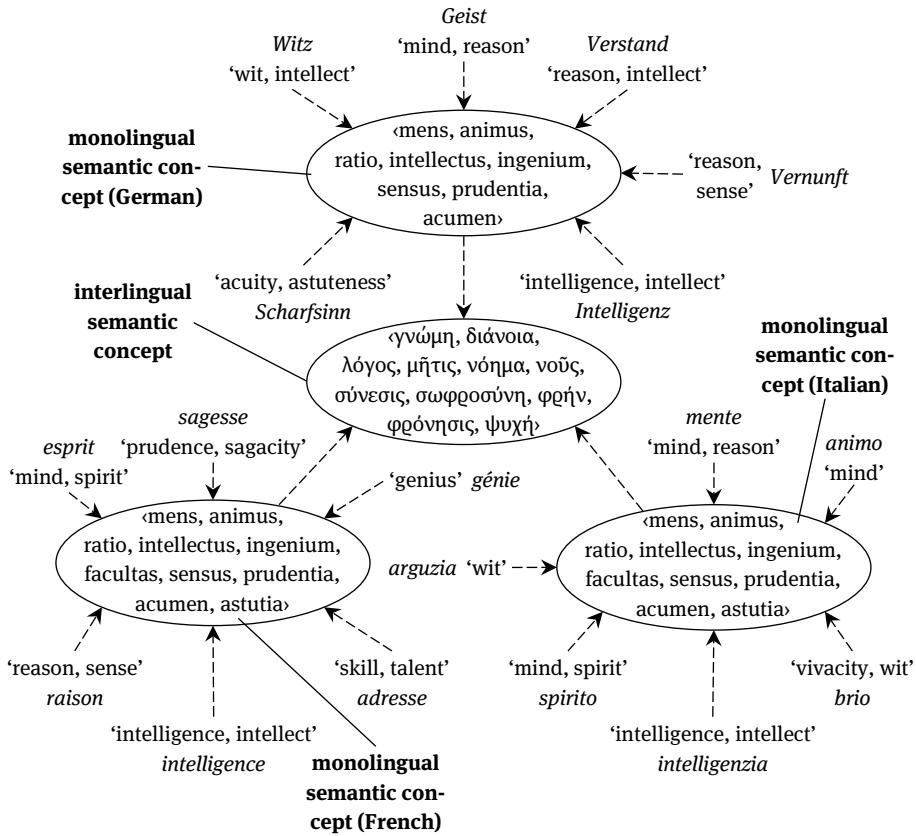 Geist
Witz
‘mind, reason’
Verstand
‘wit, intellect’
‘reason, intellect’
monolingual
semantic con-
cept (German)
‹mens, animus,
ratio, intellectus, ingenium,
sensus, prudentia,
acumen›
‘reason,
sense’
Vernunft
‘acuity, astuteness’
Scharfsinn
‘intelligence, intellect’
Intelligenz
interlingual
semantic
concept
‹γνώμη, διάνοια,
λόγος, μῆτις, νόημα, νοῦς,
σύνεσις, σωφροσύνη, φρήν,
φρόνησις, ψυχή›
monolingual
semantic con-
cept (Italian)
sagesse
‘prudence, sagacity’
esprit
‘mind, spirit’
‘genius’ génie
mente
‘mind, reason’
animo
‘mind’
‹mens, animus,
ratio, intellectus, ingenium,
facultas, sensus, prudentia,
acumen, astutia›
arguzia ‘wit’
‹mens, animus,
ratio, intellectus, ingenium,
facultas, sensus, prudentia,
acumen, astutia›
‘reason, sense’
raison
‘skill, talent’
adresse
‘intelligence, intellect’
intelligence
monolingual
semantic con-
cept (French)
‘mind, spirit’
spirito
‘vivacity, wit’
brio
‘intelligence, intellect’
intelligenzia